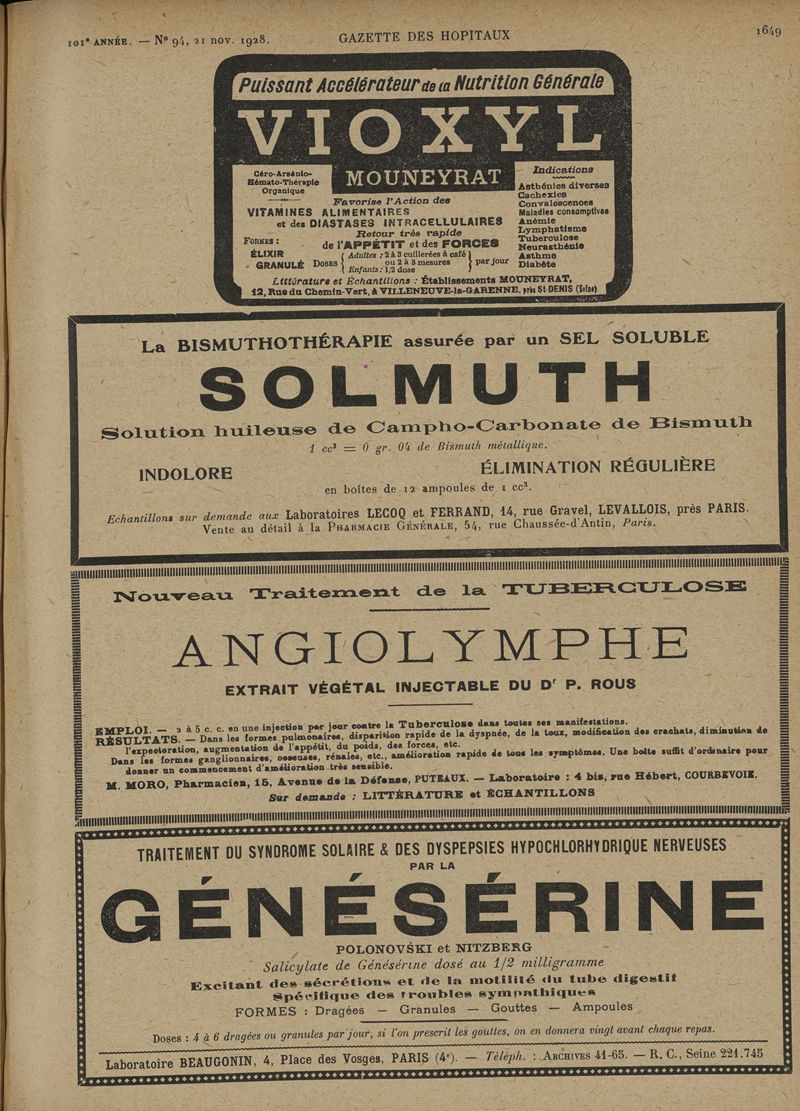 101e ANNÉE. — No 94, 21 nov. 1928. GAZETTE DES HOPITAUX 1649
Puissant Accélérateur de la Nutrition Générale
VIOXYL
MOUNEYRAT
Céro-Arsénio-
Hémato-Thérapie
Organique
Favorise l'Action des
VITAMINES ALIMENTAIRES
et des DIASTASES INTRACELLULAIRES
Retour très rapide
de l'APPÉTIT et des FORCES
FORMES :
ÉLIXIR
GRANULÉ
DOSES { Adultes : 2 à 3 cuillerées à café
ou 2 à 3 mesures
Enfants : 1/2 dose } par jour
Indications
Asthénies diverses
Cachexies
Convalescences
Maladies consomptives
Anémie
Lymphatisme
Tuberculose
Neurasthénie
Asthme
Diabète
Littérature et Échantillons : Établissements MOUNEYRAT,
12, Rue du Chemin-Vert, à VILLENEUVE-la-GARENNE, près St-DENIS (Seine)
La BISMUTHOTHÉRAPIE assurée par un SEL SOLUBLE
SOLMUTH
Solution huileuse de Campho-Carbonate de Bismuth
1 cc³ = 0 gr. 04 de Bismuth métallique.
INDOLORE ÉLIMINATION RÉGULIÈRE
en boîtes de 12 ampoules de 1 cc³.
Echantillons sur demande aux Laboratoires LECOQ et FERRAND, 14, rue Gravel, LEVALLOIS, près PARIS.
Vente au détail à la PHARMACIE GÉNÉRALE, 54, rue Chaussée-d'Antin, Paris.
Nouveau Traitement de la TUBERCULOSE
ANGIOLYMPHE
EXTRAIT VÉGÉTAL INJECTABLE DU Dr P. ROUS
EMPLOI. — 2 à 5 c. c. en une injection par jour contre la Tuberculose dans toutes ses manifestations.
RÉSULTATS. — Dans les formes pulmonaires, disparition rapide de la dyspnée, de la toux, modification des crachats, diminution de
l'expectoration, augmentation de l'appétit, du poids, des forces, etc.
Dans les formes ganglionnaires, osseuses, rénales, etc., amélioration rapide de tous les symptômes. Une boîte suffit d'ordinaire pour
donner un commencement d'amélioration très sensible.
M. MORO, Pharmacien, 15, Avenue de la Défense, PUTEAUX. — Laboratoire : 4 bis, rue Hébert, COURBEVOIE.
Sur demande : LITTÉRATURE et ÉCHANTILLONS
TRAITEMENT DU SYNDROME SOLAIRE & DES DYSPEPSIES HYPOCHLORHYDRIQUE NERVEUSES
PAR LA
GÉNÉSÉRINE
POLONOVSKI et NITZBERG
Salicylate de Génésérine dosé au 1/2 milligramme
Excitant des sécrétions et de la motilité du tube digestif
Spécifique des troubles sympathiques
FORMES : Dragées — Granules — Gouttes — Ampoules
Doses : 4 à 6 dragées ou granules par jour, si l'on prescrit les gouttes, on en donnera vingt avant chaque repas.
Laboratoire BEAUGONIN, 4, Place des Vosges, PARIS (4e). — Téléph. : ARCHIVES 41-65. — R. C., Seine 221.745